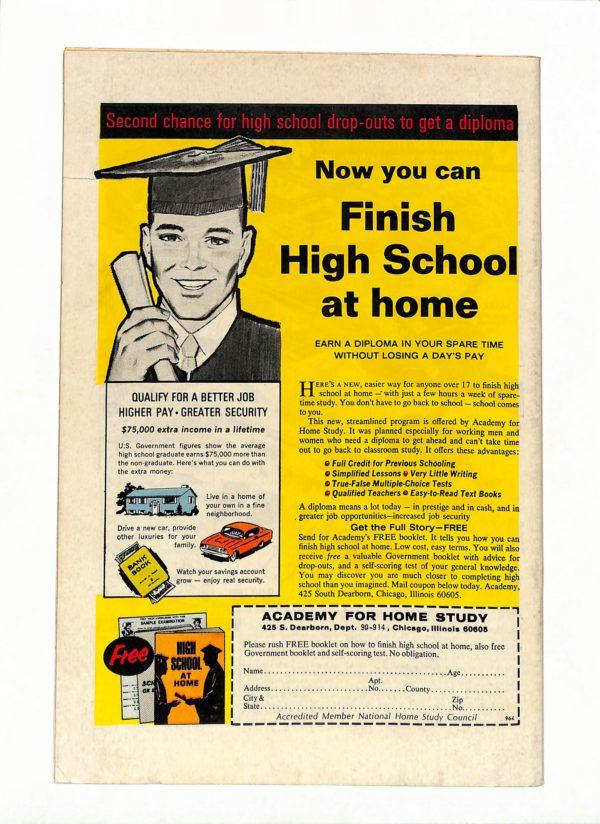 Second chance for high school drop-outs to get a diploma
Now you can
Finish
High School
at home
EARN A DIPLOMA IN YOUR SPARE TIME
WITHOUT LOSING A DAY'S PAY
HERE'S A NEW, easier way for anyone over 17 to finish high
school at home — with just a few hours a week of spare-
time study. You don't have to go back to school — school comes
to you.
This new, streamlined program is offered by Academy for
Home Study. It was planned especially for working men and
women who need a diploma to get ahead and can't take time
out to go back to classroom study. It offers these advantages:
Full Credit for Previous Schooling
Simplified Lessons • Very Little Writing
True-False Multiple-Choice Tests
Qualified Teachers • Easy-to-Read Text Books
A diploma means a lot today — in prestige and in cash, and in
greater job opportunities—increased job security
Get the Full Story—FREE
Send for Academy's FREE booklet. It tells you how you can
finish high school at home. Low cost, easy terms. You will also
receive free a valuable Government booklet with advice for
drop-outs, and a self-scoring test of your general knowledge.
You may discover you are much closer to completing high
school than you imagined. Mail coupon below today. Academy,
425 South Dearborn, Chicago, Illinois 60605.
QUALIFY FOR A BETTER JOB
HIGHER PAY • GREATER SECURITY
$75,000 extra income in a lifetime
U.S. Government figures show the average
high school graduate earns $75,000 more than
the non-graduate. Here's what you can do with
the extra money:
Live in a home of
your own in a fine
neighborhood.
Drive a new car, provide
other luxuries for your
family.
BANK
BOOK
Watch your savings account
grow — enjoy real security.
SAMPLE EXAMINATION
Free
HIGH
SCHOOL
AT
HOME
ACADEMY FOR HOME STUDY
425 S. Dearborn, Dept. 90-914, Chicago, Illinois 60605
Please rush FREE booklet on how to finish high school at home, also free
Government booklet and self-scoring test. No obligation.
Name Age
Apt.
Address No. County
City & Zip
State No.
Accredited Member National Home Study Council 964